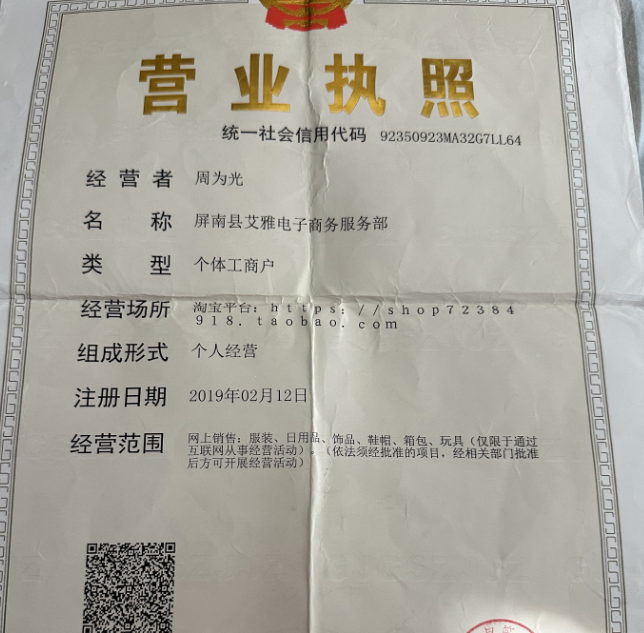 营业执照
统一社会信用代码 92350923MA32G7LL64
经营者 周为光
名称 屏南县艾雅电子商务服务部
类型 个体工商户
经营场所 淘宝平台：https://shop72384
918.taobao.com
组成形式 个人经营
注册日期 2019年02月12日
经营范围 网上销售：服装、日用品、饰品、鞋帽、箱包、玩具（仅限于通过
互联网从事经营活动）。（依法须经批准的项目，经相关部门批准
后方可开展经营活动）